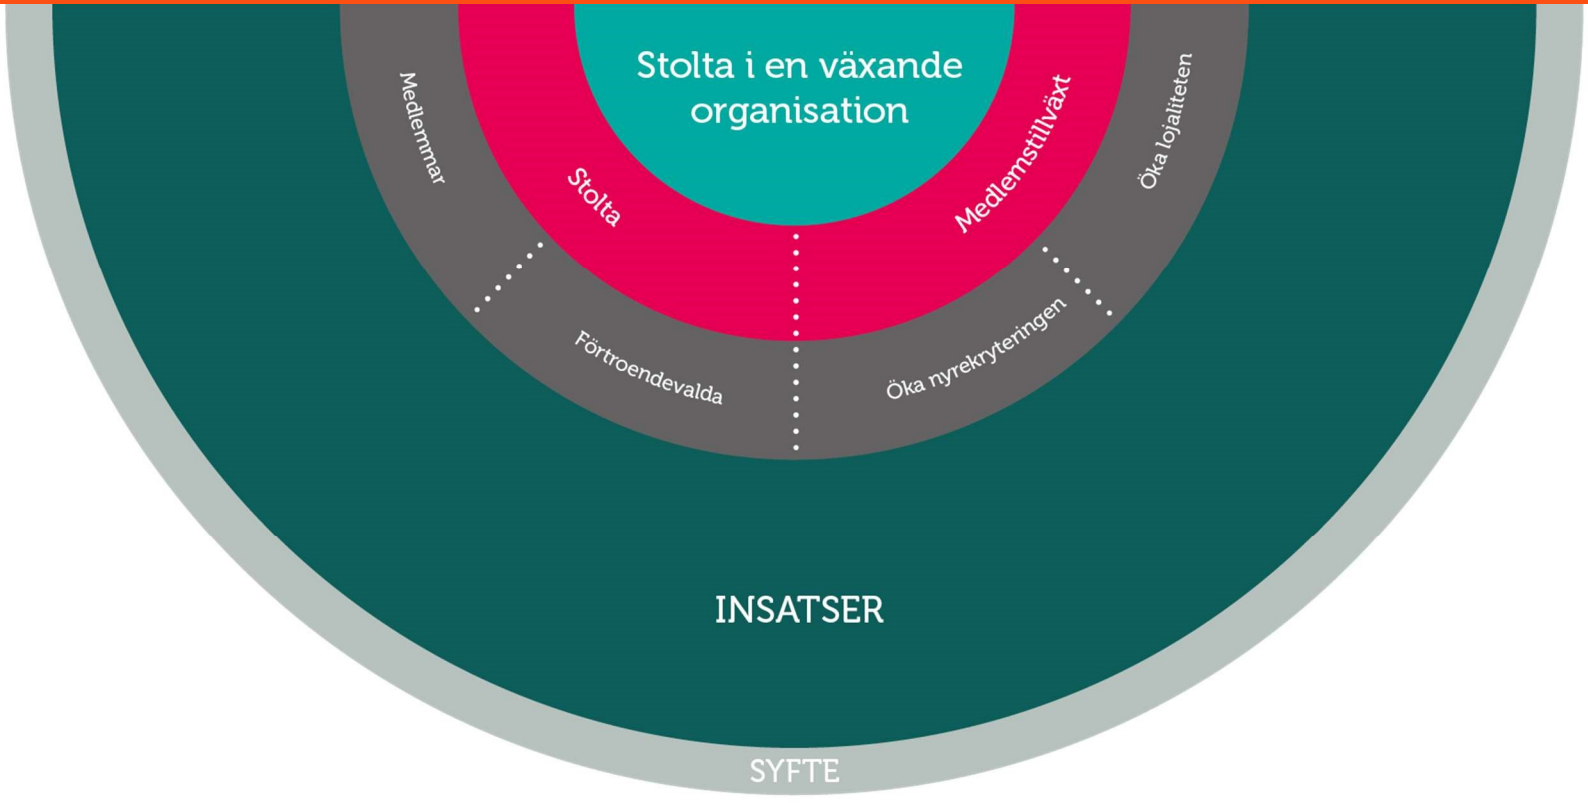 Stolta i en växande
organisation
Stolta
Medlemstillväxt
Medlemmar
Förtroendevalda
Öka nyrekryteringen
Öka lojaliteten
INSATSER
SYFTE